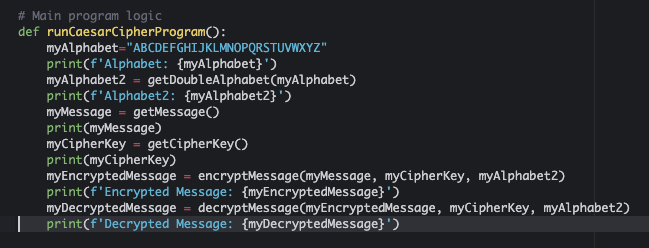 # Main program logic
def runCaesarCipherProgram():
    myAlphabet="ABCDEFGHIJKLMNOPQRSTUVWXYZ"
    print(f'Alphabet: {myAlphabet}')
    myAlphabet2 = getDoubleAlphabet(myAlphabet)
    print(f'Alphabet2: {myAlphabet2}')
    myMessage = getMessage()
    print(myMessage)
    myCipherKey = getCipherKey()
    print(myCipherKey)
    myEncryptedMessage = encryptMessage(myMessage, myCipherKey, myAlphabet2)
    print(f'Encrypted Message: {myEncryptedMessage}')
    myDecryptedMessage = decryptMessage(myEncryptedMessage, myCipherKey, myAlphabet2)
    print(f'Decrypted Message: {myDecryptedMessage}')